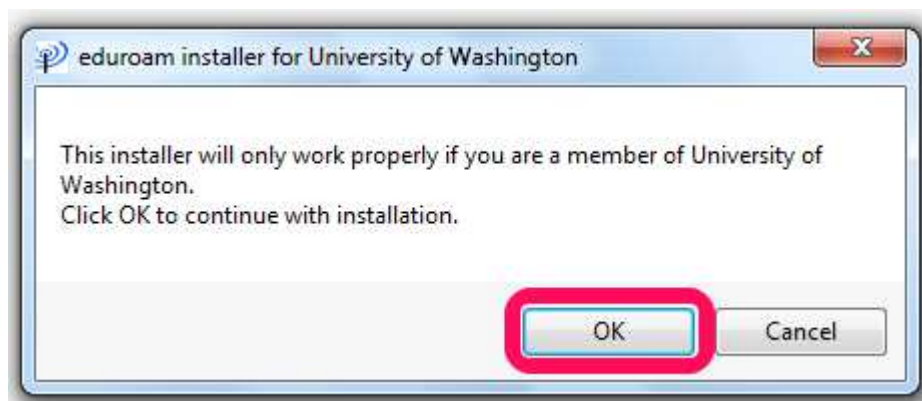 eduroam installer for University of Washington
This installer will only work properly if you are a member of University of
Washington.
Click OK to continue with installation.
OK
Cancel